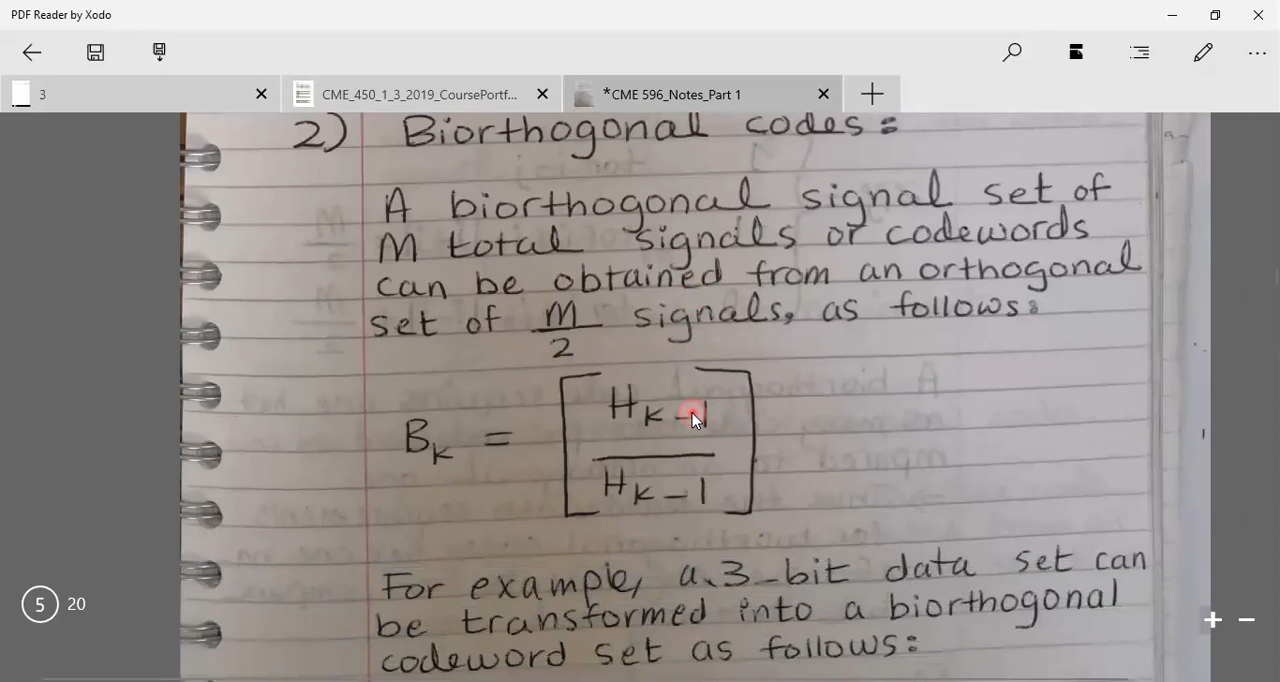 PDF Reader by Xodo
3
CME_450_1_3_2019_CoursePortf...
*CME 596_Notes_Part 1
2) Biorthogonal codes:
A biorthogonal signal set of
M total signals or codewords
can be obtained from an orthogonal
set of M/2 signals, as follows:
B_k = [ H_{k-1} / H_{k-1} ]
For example, a 3-bit data set can
be transformed into a biorthogonal
codeword set as follows:
5 20